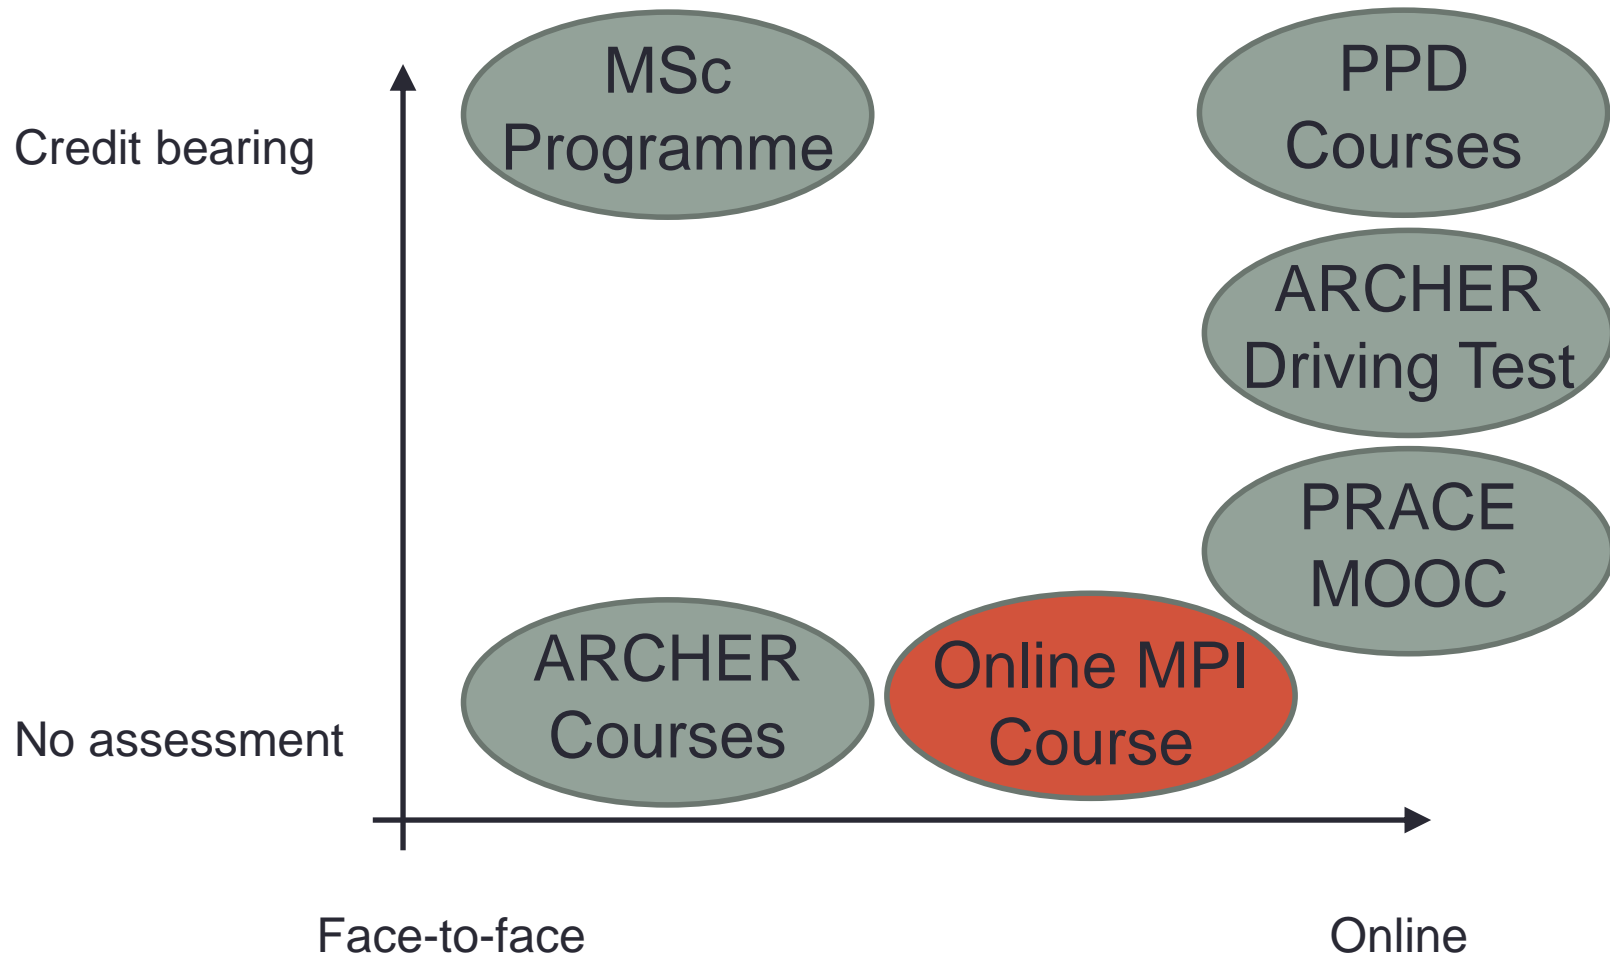 MSc
Programme
PPD
Courses
Credit bearing
ARCHER
Driving Test
PRACE
MOOC
ARCHER
Courses
Online MPI
Course
No assessment
Face-to-face
Online